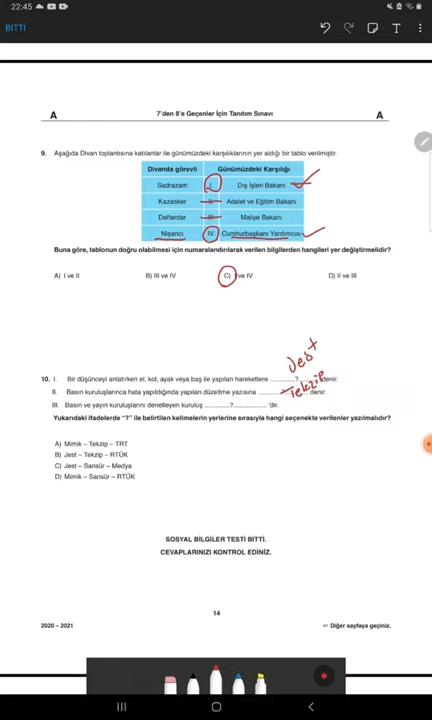 22:45
BİTTİ
T
A
7'den 8'e Geçenler İçin Tanıtım Sınavı
A
9. Aşağıda Divan toplantısına katılanlar ile günümüzdeki karşılıklarının yer aldığı bir tablo verilmiştir.
Divanda görevli Günümüzdeki Karşılığı
Sadrazam I Dış İşleri Bakanı
Kazasker II Adalet ve Eğitim Bakanı
Defterdar III Maliye Bakanı
Nişancı IV Cumhurbaşkanı Yardımcısı
Buna göre, tablonun doğru olabilmesi için numaralandırılarak verilen bilgilerden hangileri yer değiştirmelidir?
A) I ve II B) III ve IV C) I ve IV D) II ve III
Jest
10. I. Bir düşünceyi anlatırken el, kol, ayak veya baş ile yapılan hareketlere ............?............ denir.
II. Basın kuruluşlarınca hata yapıldığında yapılan düzeltme yazısına ............ Tekzip denir.
III. Basın ve yayın kuruluşlarını denetleyen kuruluş ............?............ 'dir.
Yukarıdaki ifadelerde "?" ile belirtilen kelimelerin yerlerine sırasıyla hangi seçenekte verilenler yazılmalıdır?
A) Mimik – Tekzip – TRT
B) Jest – Tekzip – RTÜK
C) Jest – Sansür – Medya
D) Mimik – Sansür – RTÜK
SOSYAL BİLGİLER TESTİ BİTTİ.
CEVAPLARINIZI KONTROL EDİNİZ.
14
2020 – 2021
Diğer sayfaya geçiniz.